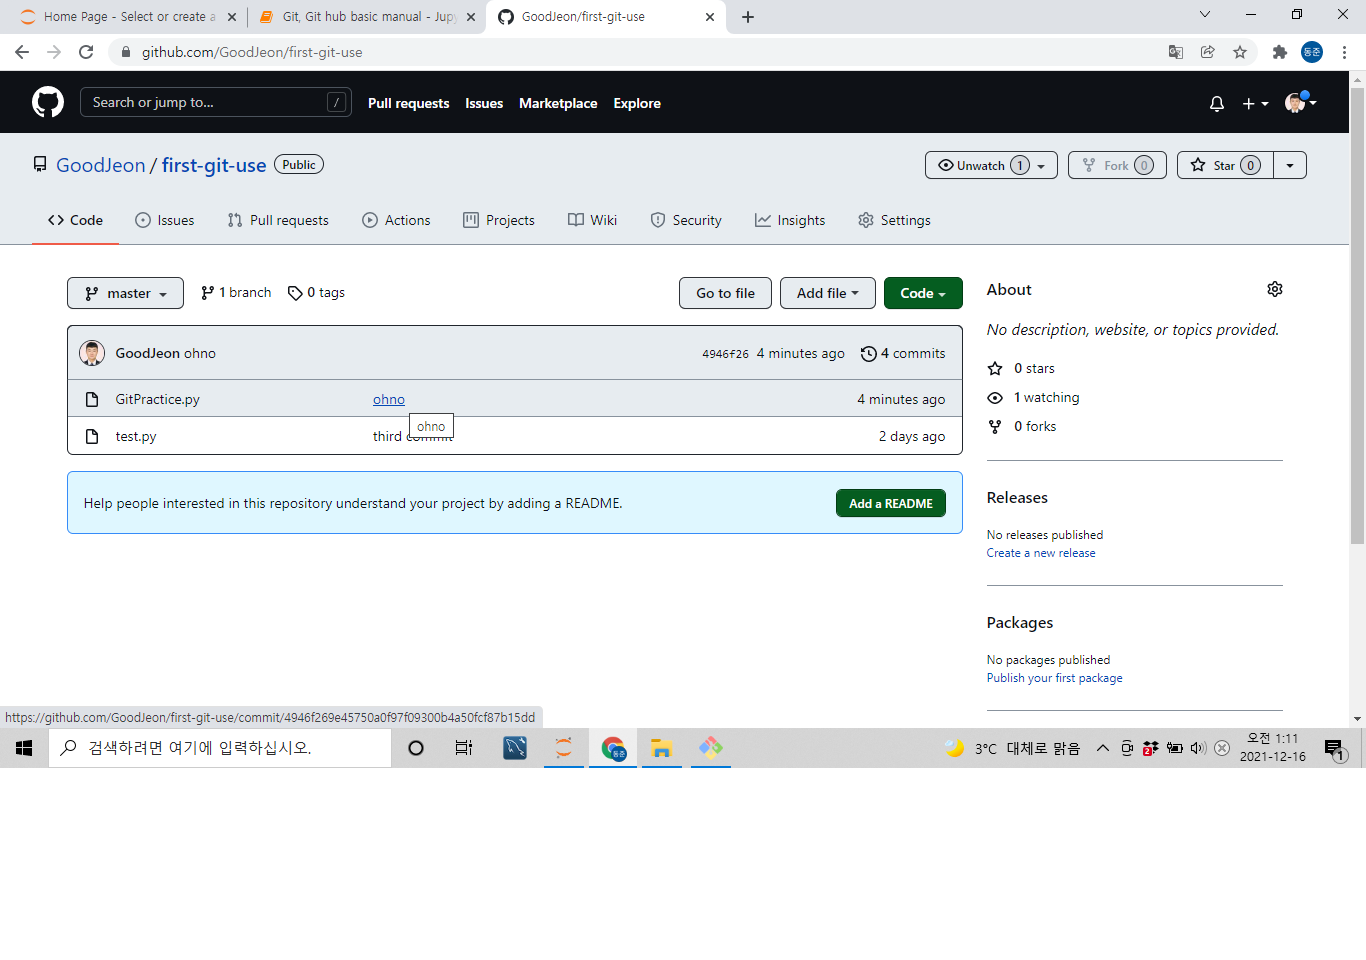 Home Page - Select or create a
Git, Git hub basic manual - Jupy
GoodJeon/first-git-use
github.com/GoodJeon/first-git-use
동준
Search or jump to...
/
Pull requests
Issues
Marketplace
Explore
GoodJeon / first-git-use
Public
Unwatch 1
Fork 0
Star 0
Code
Issues
Pull requests
Actions
Projects
Wiki
Security
Insights
Settings
master
1 branch
0 tags
Go to file
Add file
Code
GoodJeon ohno
4946f26 4 minutes ago
4 commits
GitPractice.py
ohno
4 minutes ago
ohno
test.py
third commit
2 days ago
Help people interested in this repository understand your project by adding a README.
Add a README
About
No description, website, or topics provided.
0 stars
1 watching
0 forks
Releases
No releases published
Create a new release
Packages
No packages published
Publish your first package
https://github.com/GoodJeon/first-git-use/commit/4946f269e45750a0f97f09300b4a50fcf87b15dd
검색하려면 여기에 입력하십시오.
동준
3°C 대체로 맑음
2
오전 1:11
2021-12-16
1